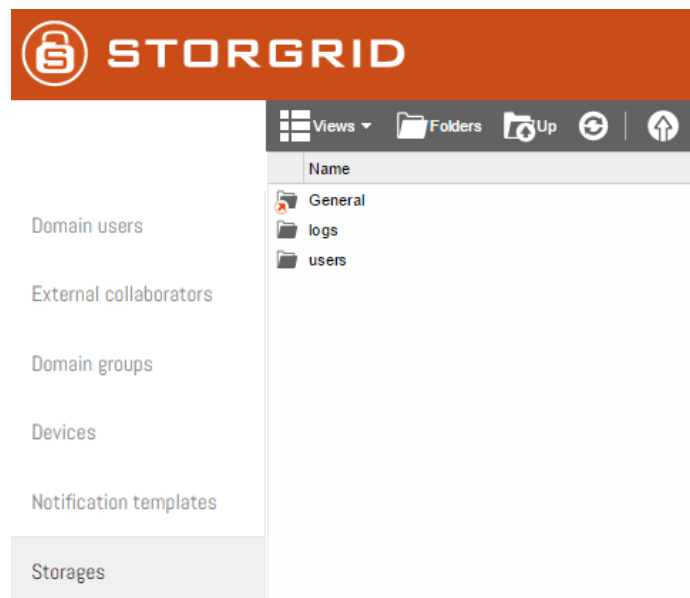 STORGRID
Views Folders Up
Name
General
logs
users
Domain users
External collaborators
Domain groups
Devices
Notification templates
Storages